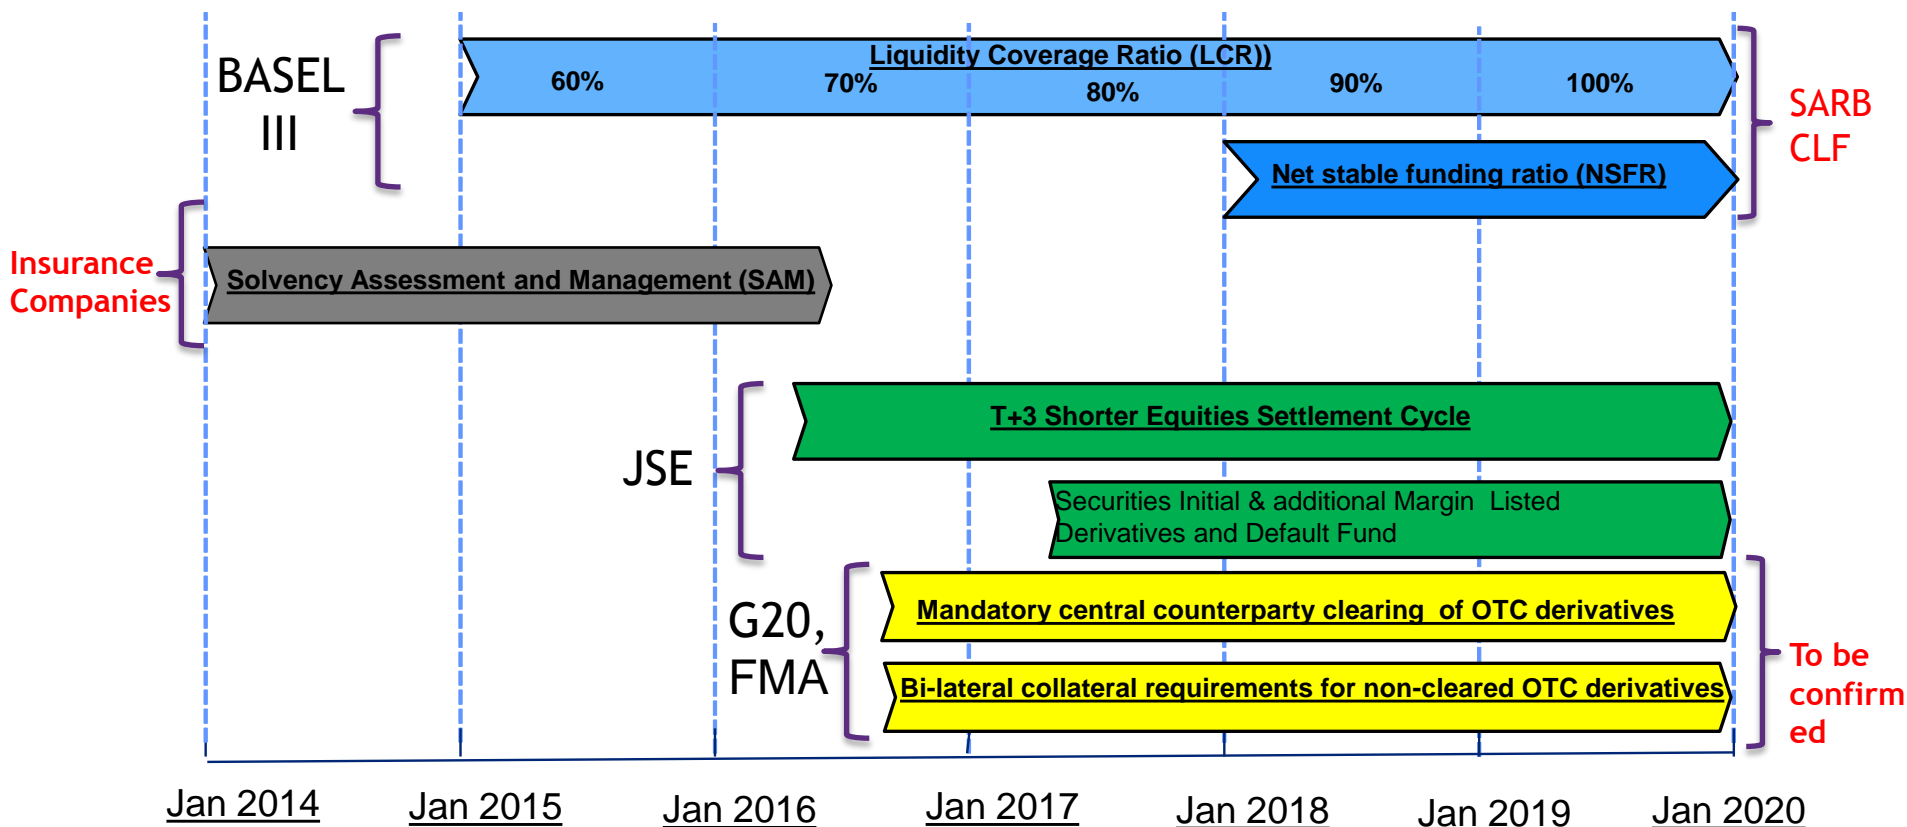 BASEL
III
Liquidity Coverage Ratio (LCR))
60%
70%
80%
90%
100%
SARB
CLF
Net stable funding ratio (NSFR)
Insurance
Companies
Solvency Assessment and Management (SAM)
JSE
T+3 Shorter Equities Settlement Cycle
Securities Initial & additional Margin Listed
Derivatives and Default Fund
G20,
FMA
Mandatory central counterparty clearing of OTC derivatives
Bi-lateral collateral requirements for non-cleared OTC derivatives
To be
confirm
ed
Jan 2014
Jan 2015
Jan 2016
Jan 2017
Jan 2018
Jan 2019
Jan 2020